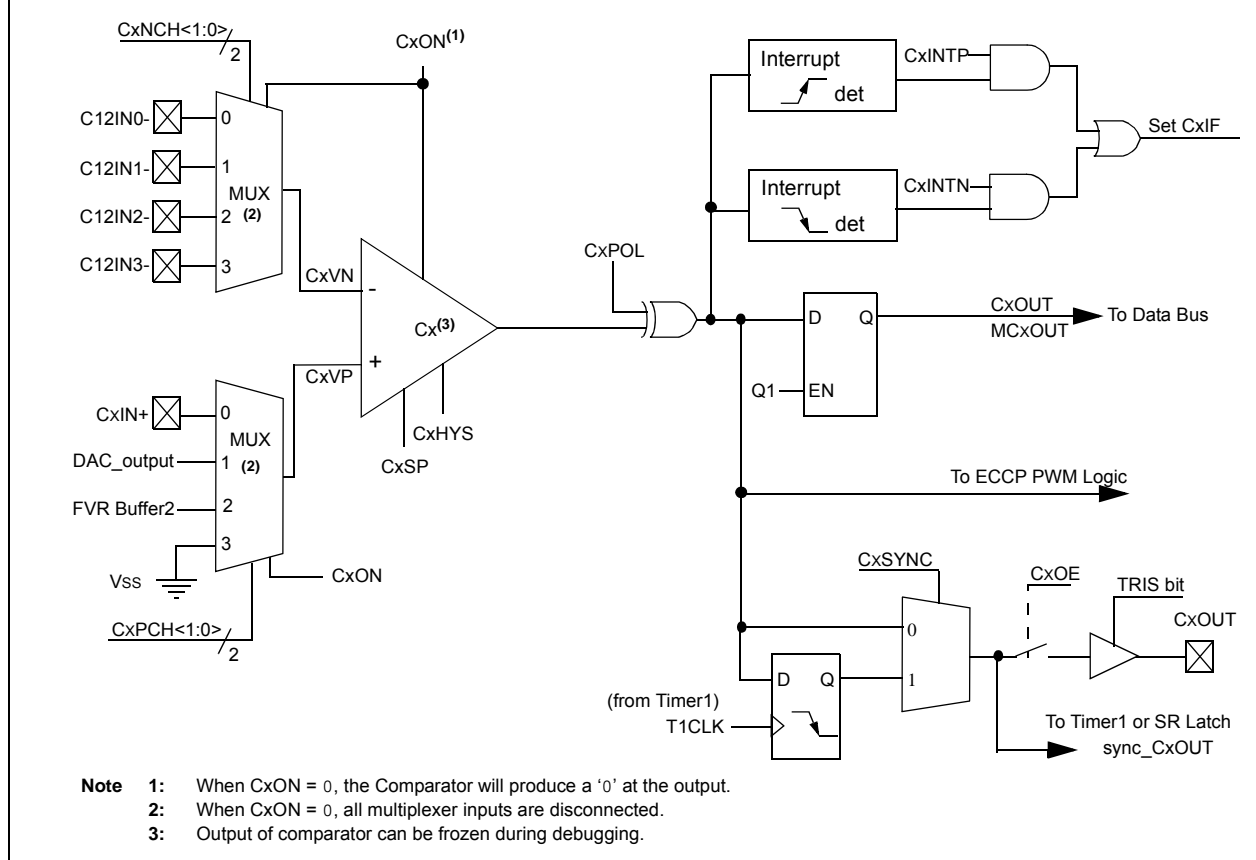 CxNCH<1:0>
2
CxON(1)
C12IN0-
C12IN1-
C12IN2-
C12IN3-
0
1
2
3
MUX
(2)
CxVN
-
Cx(3)
+
CxVP
CxHYS
CxSP
CxIN+
DAC_output
FVR Buffer2
VSS
0
1
2
3
MUX
(2)
CxON
CxPCH<1:0>
2
CxPOL
Interrupt
det
CxINTP
Interrupt
det
CxINTN
Set CxIF
D
Q
Q1
EN
CxOUT
MCxOUT
To Data Bus
To ECCP PWM Logic
CxSYNC
0
1
CxOE
TRIS bit
CxOUT
D
Q
(from Timer1)
T1CLK
To Timer1 or SR Latch
sync_CxOUT
Note 1: When CxON = 0, the Comparator will produce a ‘0’ at the output.
2: When CxON = 0, all multiplexer inputs are disconnected.
3: Output of comparator can be frozen during debugging.